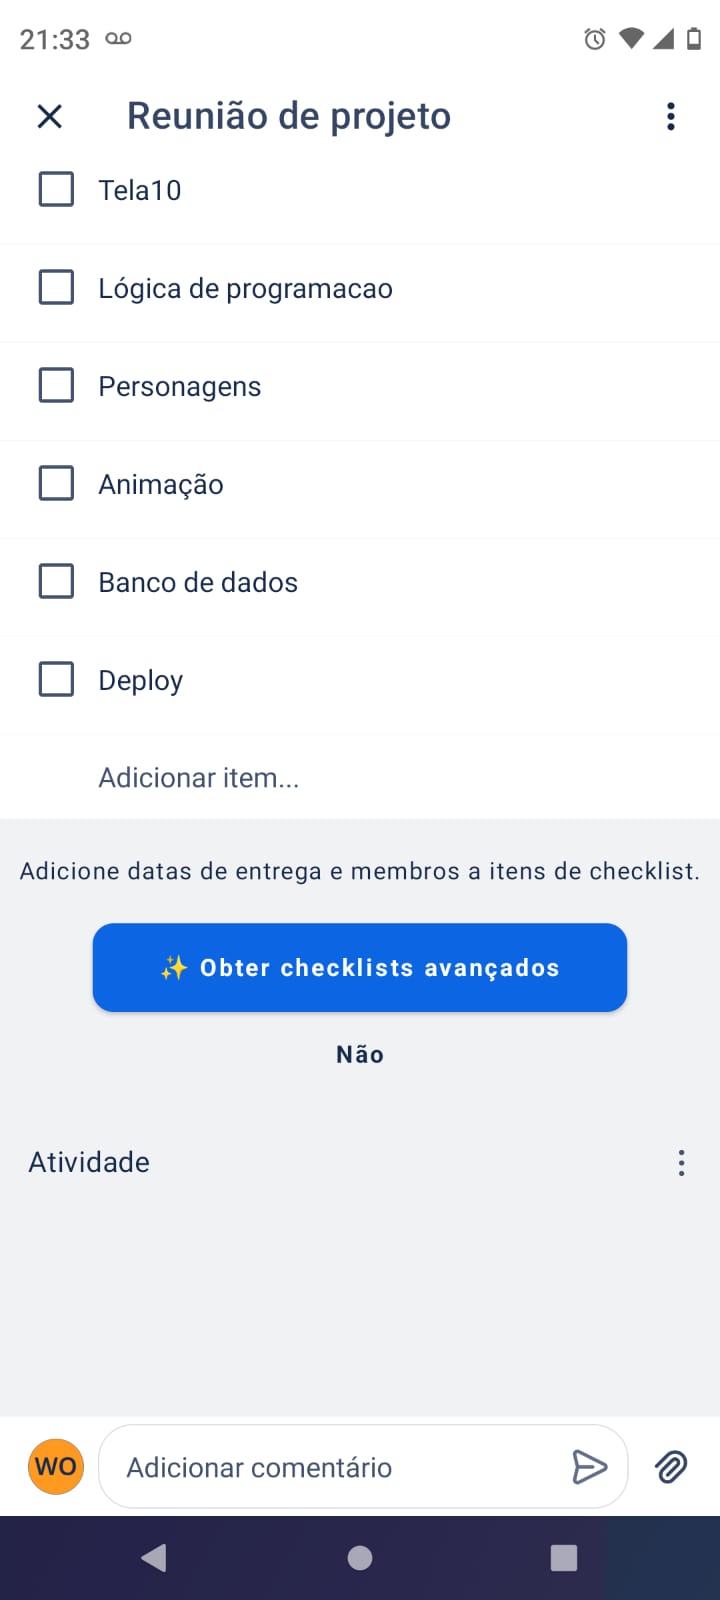 21:33
Reunião de projeto
Tela10
Lógica de programacao
Personagens
Animação
Banco de dados
Deploy
Adicionar item...
Adicione datas de entrega e membros a itens de checklist.
✨ Obter checklists avançados
Não
Atividade
WO
Adicionar comentário